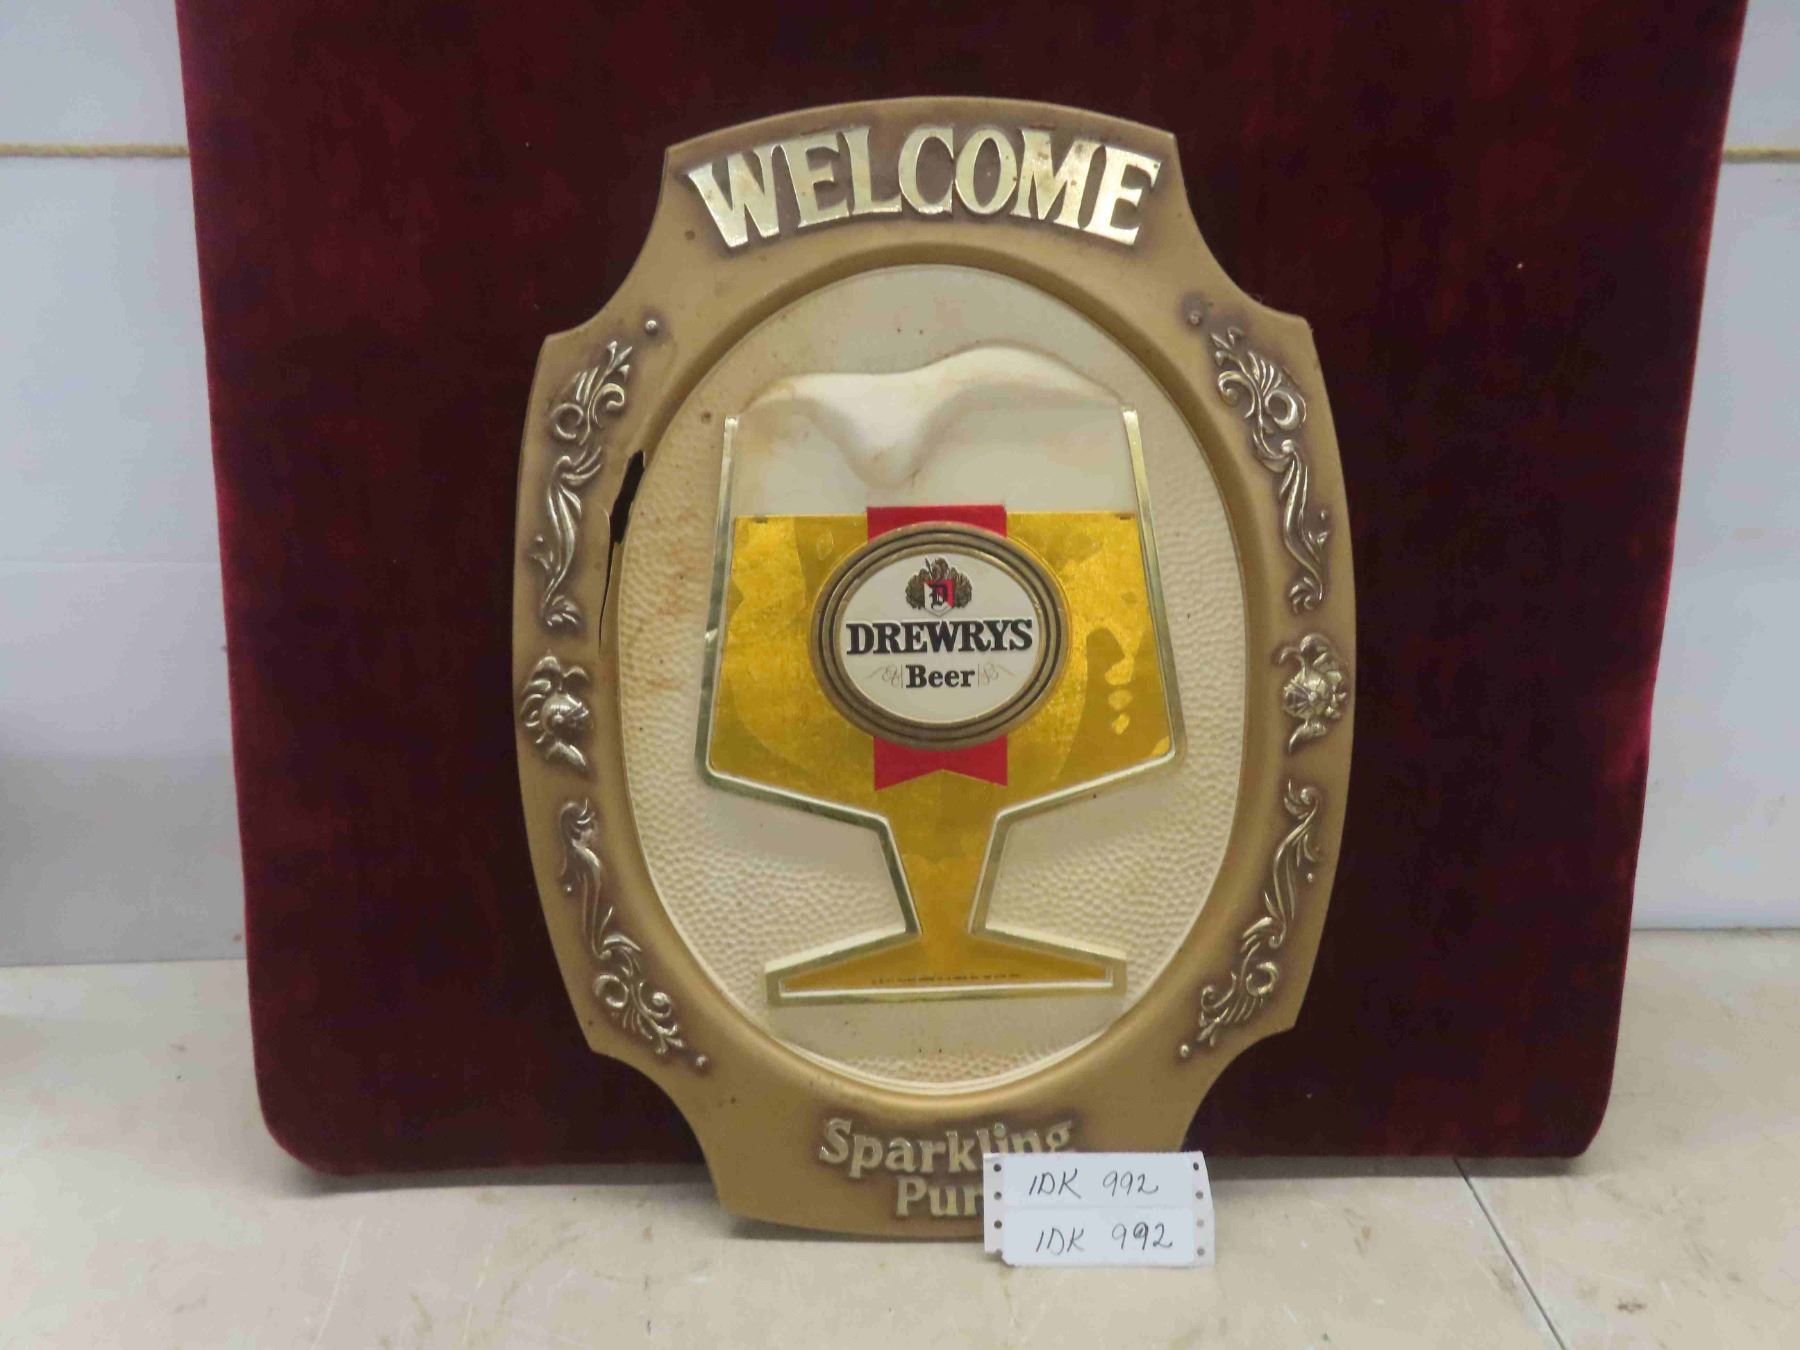 WELCOME
D
DREWRYS
Beer
Sparkling
Pur
IDK 992
IDK 992